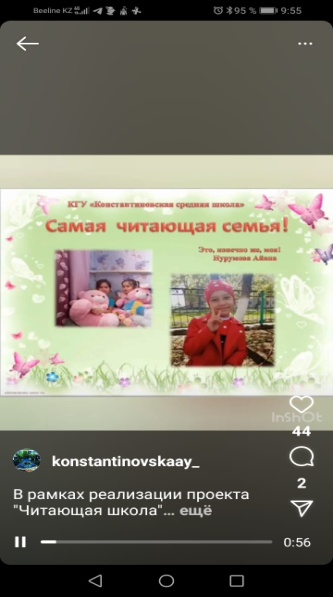 Beeline KZ
95 %
9:55
КГУ «Константиновская средняя школа»
Самая читающая семья!
Это, конечно же, моя!
Нурумова Айana
InShOt
44
konstantinovskaay_
2
В рамках реализации проекта
"Читающая школа"... ещё
0:56